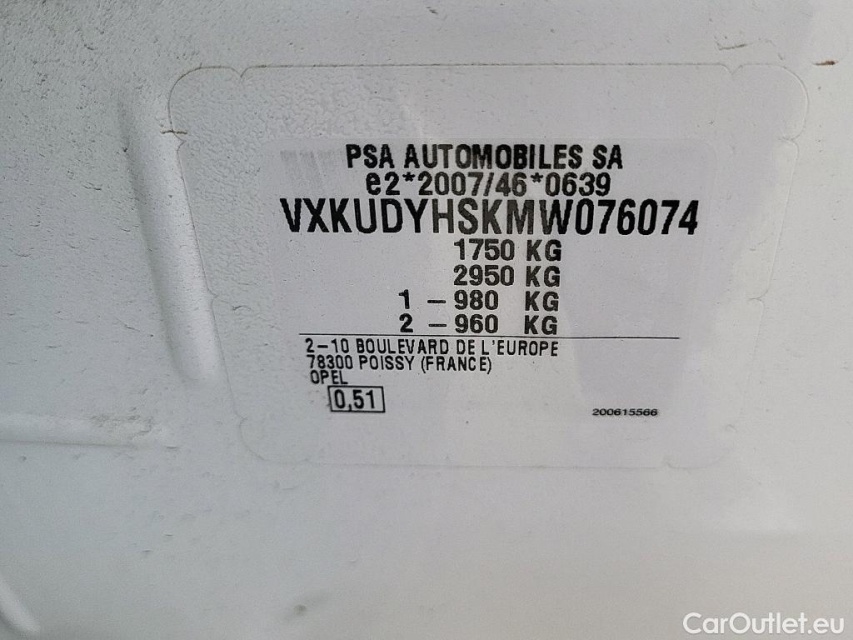 PSA AUTOMOBILES SA
e2*2007/46*0639
VXKUDYHSKMW076074
1750 KG
2950 KG
1 – 980 KG
2 – 960 KG
2–10 BOULEVARD DE L'EUROPE
78300 POISSY (FRANCE)
OPEL
0,51
200615566
CarOutlet.eu